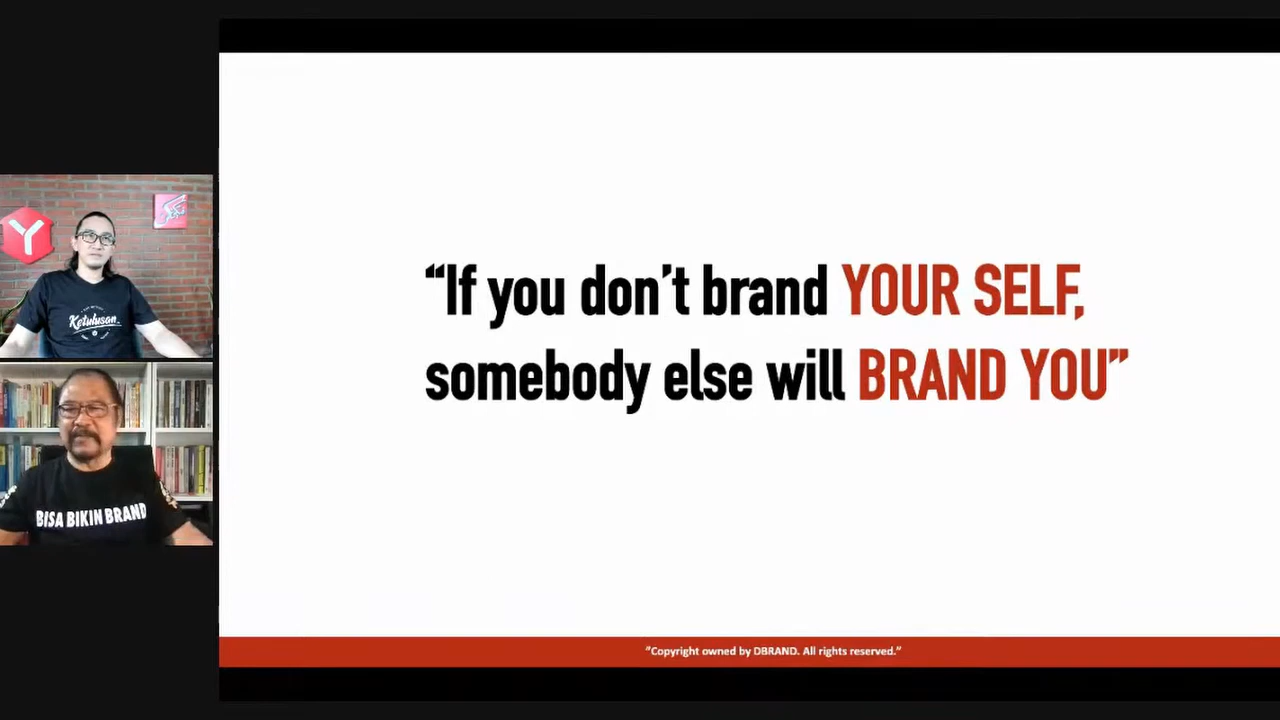 “If you don’t brand YOUR SELF,
somebody else will BRAND YOU”
Y
Ketulusan.
BISA BIKIN BRAND
“Copyright owned by DBRAND. All rights reserved.”